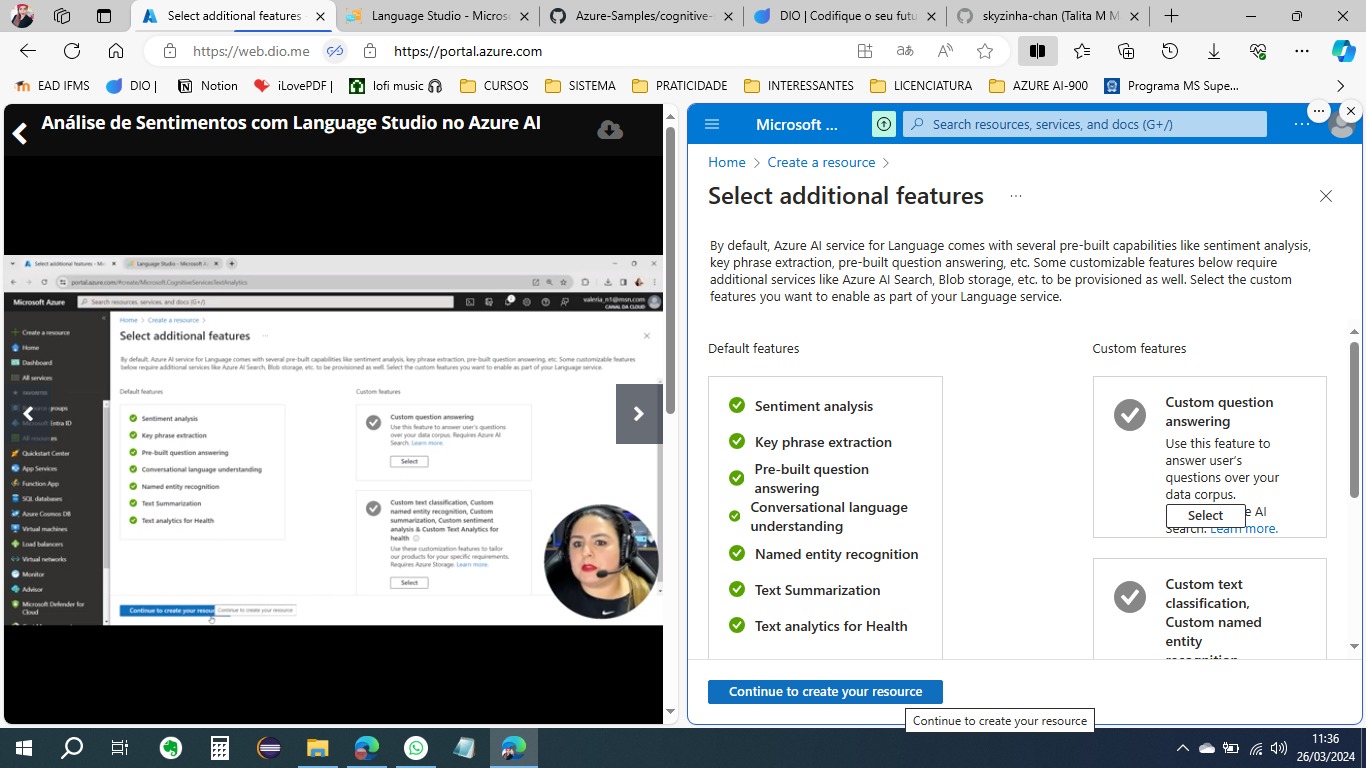 Select additional features -
Language Studio - Microso
Azure-Samples/cognitive-
DIO | Codifique o seu futu
skyzinha-chan (Talita M M
https://web.dio.me
https://portal.azure.com
EAD IFMS
DIO |
Notion
iLovePDF |
lofi music 🎧
CURSOS
SISTEMA
PRATICIDADE
INTERESSANTES
LICENCIATURA
AZURE AI-900
Programa MS Supe...
Análise de Sentimentos com Language Studio no Azure AI
Select additional features - Mi
Language Studio - Microsoft A
portal.azure.com/#create/Microsoft.CognitiveServicesTextAnalytics
Microsoft Azure
Search resources, services, and docs (G+/)
valeria_n1@msn.com
CANAL DA CLOUD
Create a resource
Home
Dashboard
All services
FAVORITES
groups
Entra ID
All resources
Quickstart Center
App Services
Function App
SQL databases
Azure Cosmos DB
Virtual machines
Load balancers
Virtual networks
Monitor
Advisor
Microsoft Defender for
Cloud
Home > Create a resource >
Select additional features
By default, Azure AI service for Language comes with several pre-built capabilities like sentiment analysis, key phrase extraction, pre-built question answering, etc. Some customizable features
below require additional services like Azure AI Search, Blob storage, etc. to be provisioned as well. Select the custom features you want to enable as part of your Language service.
Default features
Sentiment analysis
Key phrase extraction
Pre-built question answering
Conversational language understanding
Named entity recognition
Text Summarization
Text analytics for Health
Custom features
Custom question answering
Use this feature to answer user's questions
over your data corpus. Requires Azure AI
Search. Learn more.
Select
Custom text classification, Custom
named entity recognition, Custom
summarization, Custom sentiment
analysis & Custom Text Analytics for
health
Use these customization features to tailor
our products for your specific requirements.
Requires Azure Storage. Learn more.
Select
Continue to create your resou
Continue to create your resource
Microsoft ...
Search resources, services, and docs (G+/)
Home > Create a resource >
Select additional features
...
By default, Azure AI service for Language comes with several pre-built capabilities like sentiment analysis,
key phrase extraction, pre-built question answering, etc. Some customizable features below require
additional services like Azure AI Search, Blob storage, etc. to be provisioned as well. Select the custom
features you want to enable as part of your Language service.
Default features
Sentiment analysis
Key phrase extraction
Pre-built question
answering
Conversational language
understanding
Named entity recognition
Text Summarization
Text analytics for Health
Custom features
Custom question
answering
Use this feature to
answer user's
questions over your
data corpus.
Select
e AI
Search. Learn more.
Custom text
classification,
Custom named
entity
Continue to create your resource
Continue to create your resource
11:36
26/03/2024